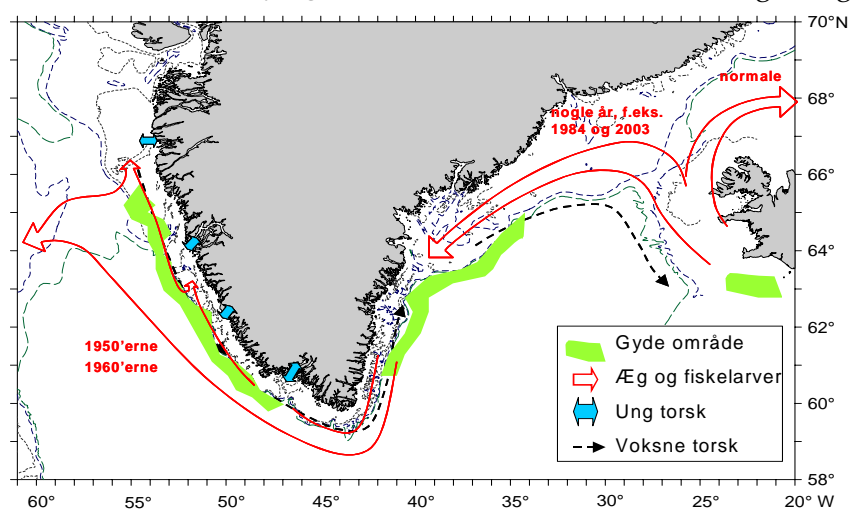 70°N
normale
68°
nogle år, f.eks.
1984 og 2003
66°
64°
62°
1950'erne
1960'erne
Gyde område
Æg og fiskelarver
Ung torsk
Voksne torsk
60°
58°
60° 55° 50° 45° 40° 35° 30° 25° 20° W